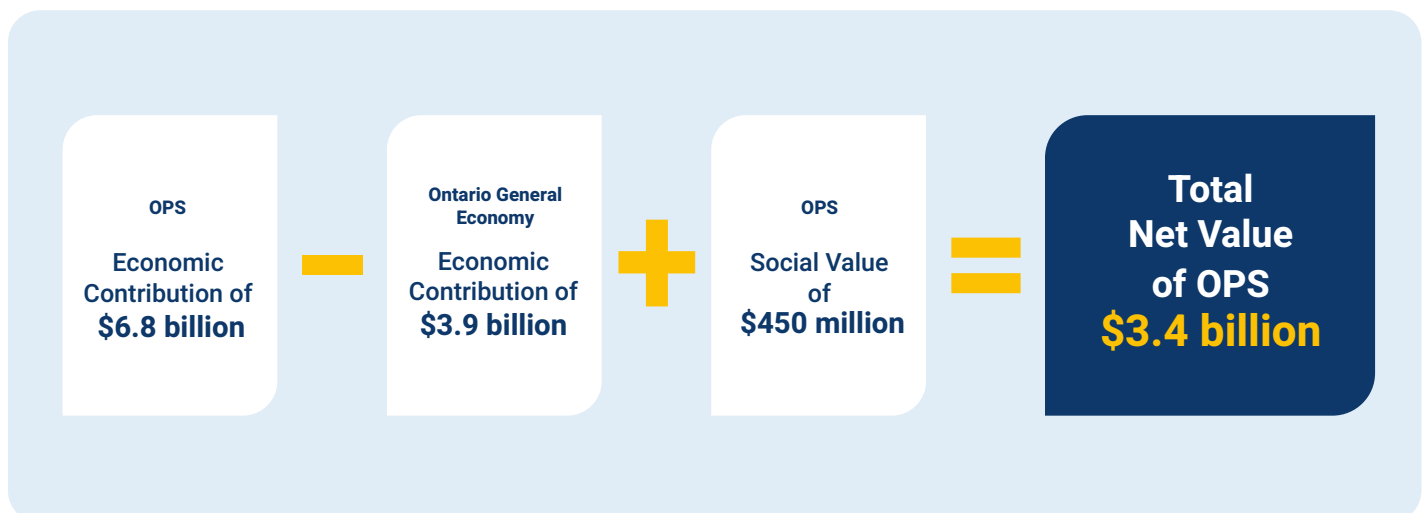 OPS
Economic
Contribution of
$6.8 billion
Ontario General
Economy
Economic
Contribution of
$3.9 billion
OPS
Social Value
of
$450 million
Total
Net Value
of OPS
$3.4 billion